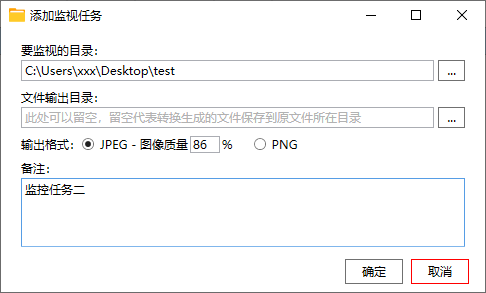 添加监视任务
要监视的目录：
C:\Users\xxx\Desktop\test
...
文件输出目录：
此处可以留空，留空代表转换生成的文件保存到原文件所在目录
...
输出格式： JPEG - 图像质量 86 % PNG
备注：
监控任务二
确定 取消